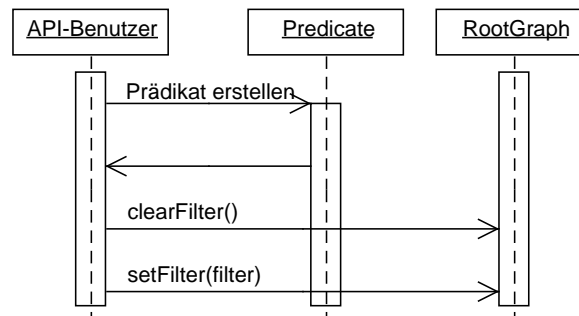 API-Benutzer
Predicate
RootGraph
Prädikat erstellen
clearFilter()
setFilter(filter)